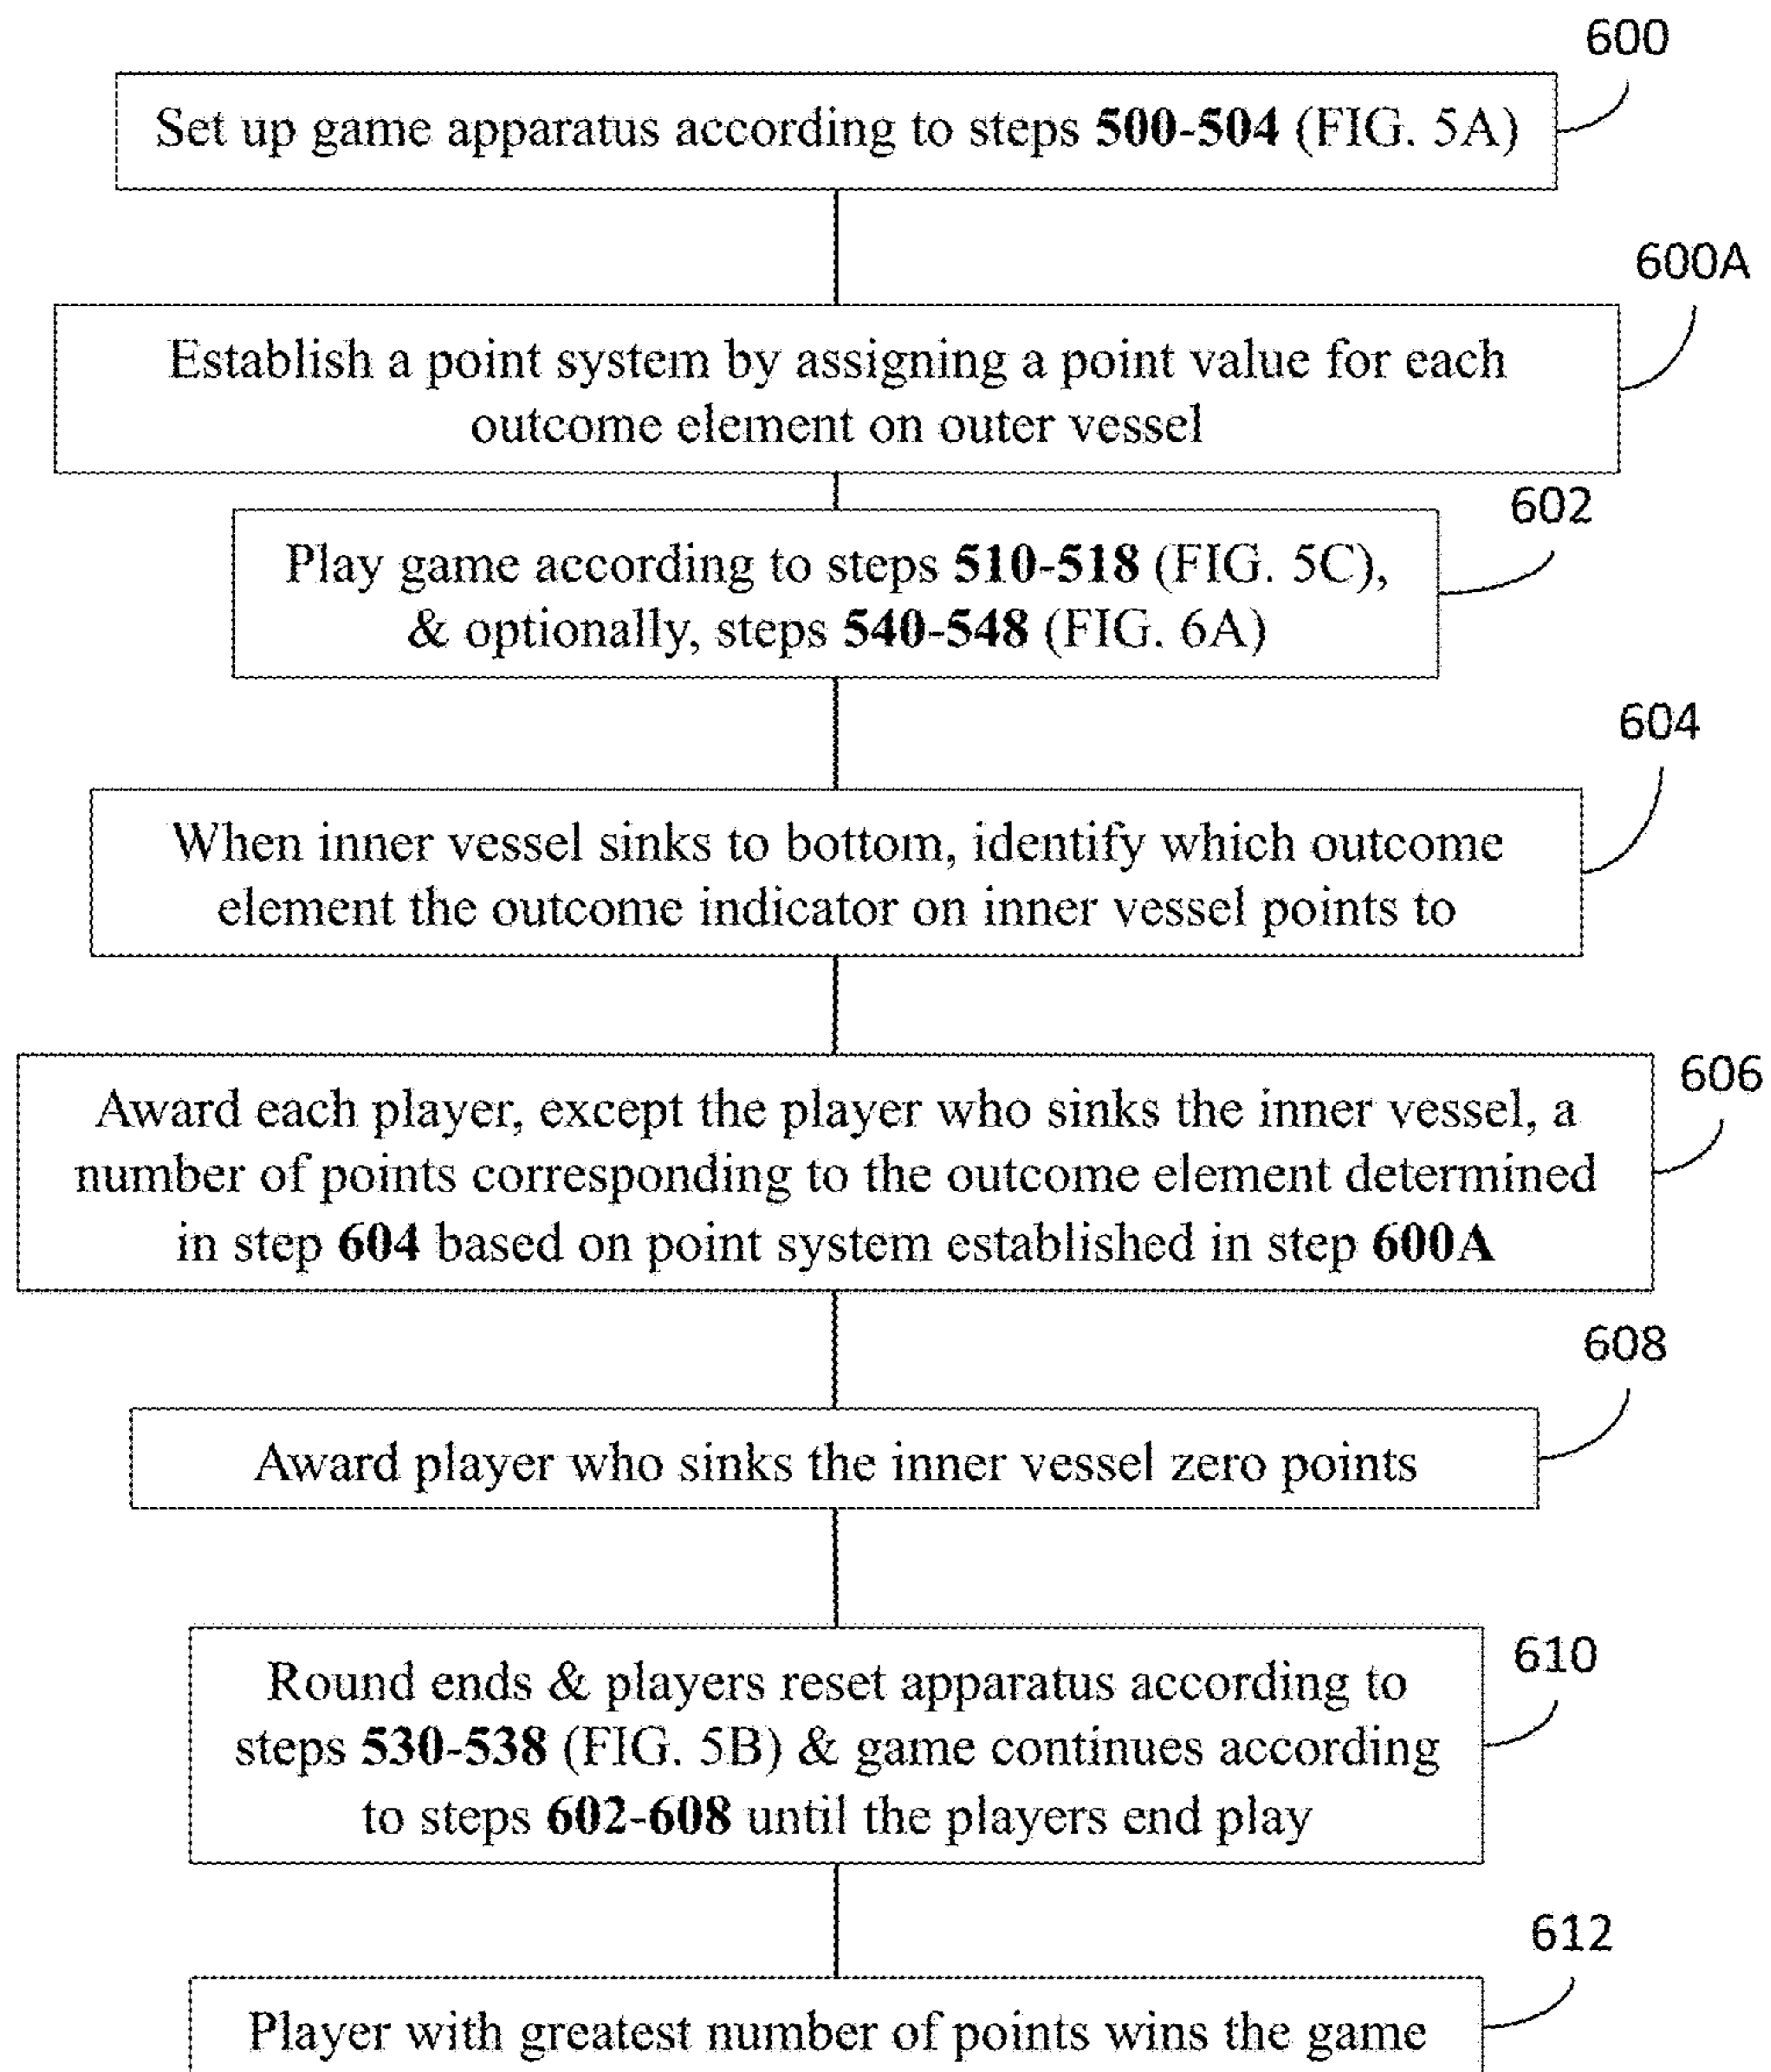 600
Set up game apparatus according to steps 500-504 (FIG. 5A)
600A
Establish a point system by assigning a point value for each
outcome element on outer vessel
602
Play game according to steps 510-518 (FIG. 5C),
& optionally, steps 540-548 (FIG. 6A)
604
When inner vessel sinks to bottom, identify which outcome
element the outcome indicator on inner vessel points to
606
Award each player, except the player who sinks the inner vessel, a
number of points corresponding to the outcome element determined
in step 604 based on point system established in step 600A
608
Award player who sinks the inner vessel zero points
610
Round ends & players reset apparatus according to
steps 530-538 (FIG. 5B) & game continues according
to steps 602-608 until the players end play
612
Player with greatest number of points wins the game